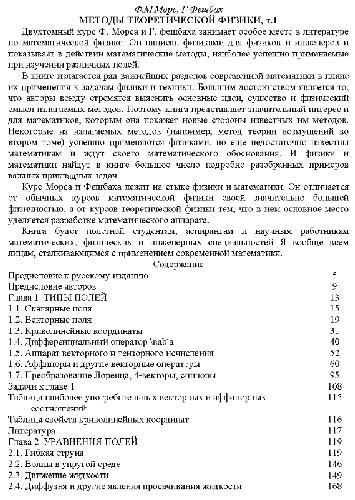 Ф.М.Морс, Г.Фешбах
МЕТОДЫ ТЕОРЕТИЧЕСКОЙ ФИЗИКИ, т.1
Двухтомный курс Ф. Морса и Г. Фешбаха занимает особое место в литературе
по математической физике. Он написан физиками для физиков и инженеров и
показывает в действии математические методы, наиболее успешно применяемые
при изучении различных полей.
В книге излагается ряд важнейших разделов современной математики в плане
их применения к задачам физики и техники. Большим достоинством является то,
что авторы всюду стремятся выяснить основные идеи, существо и физический
смысл излагаемых методов. Поэтому книга представляет значительный интерес и
для математиков, которым она покажет новые стороны известных им методов.
Некоторые из излагаемых методов (например, метод теории возмущений во
втором томе) успешно применяются физиками, но еще недостаточно известны
математикам и ждут своего математического обоснования. И физики и
математики найдут в книге большое число подробно разобранных примеров
важных прикладных задач.
Курс Морса и Фешбаха лежит на стыке физики и математики. Он отличается
от обычных курсов математической физики своей значительно большей
физичностью, а от курсов теоретической физики тем, что в нем основное место
уделяется разработке математического аппарата.
Книга будет полезной студентам, аспирантам и научным работникам
математических, физических и инженерных специальностей и вообще всем
лицам, сталкивающимся с применением современной математики.
Содержание
Предисловие к русскому изданию 5
Предисловие авторов 9
Глава 1. ТИПЫ ПОЛЕЙ 13
1.1. Скалярные поля 15
1.2. Векторные поля 19
1.3. Криволинейные координаты 31
1.4. Дифференциальный оператор 40
1.5. Аппарат векторного и тензорного исчисления 52
1.6. Аффиноры и другие векторные операторы 60
1.7. Преобразование Лоренца, 4-векторы, спиноры 95
Задачи к главе 1 108
Таблица наиболее употребительных векторных и аффинорных 115
соотношений
Таблица свойств криволинейных координат 116
Литература 117
Глава 2. УРАВНЕНИЯ ПОЛЕЙ 119
2.1. Гибкая струна 119
2.2. Волны в упругой среде 146
2.3. Движение жидкости 149
2.4. Диффузия и другие явления просачивания жидкости 168